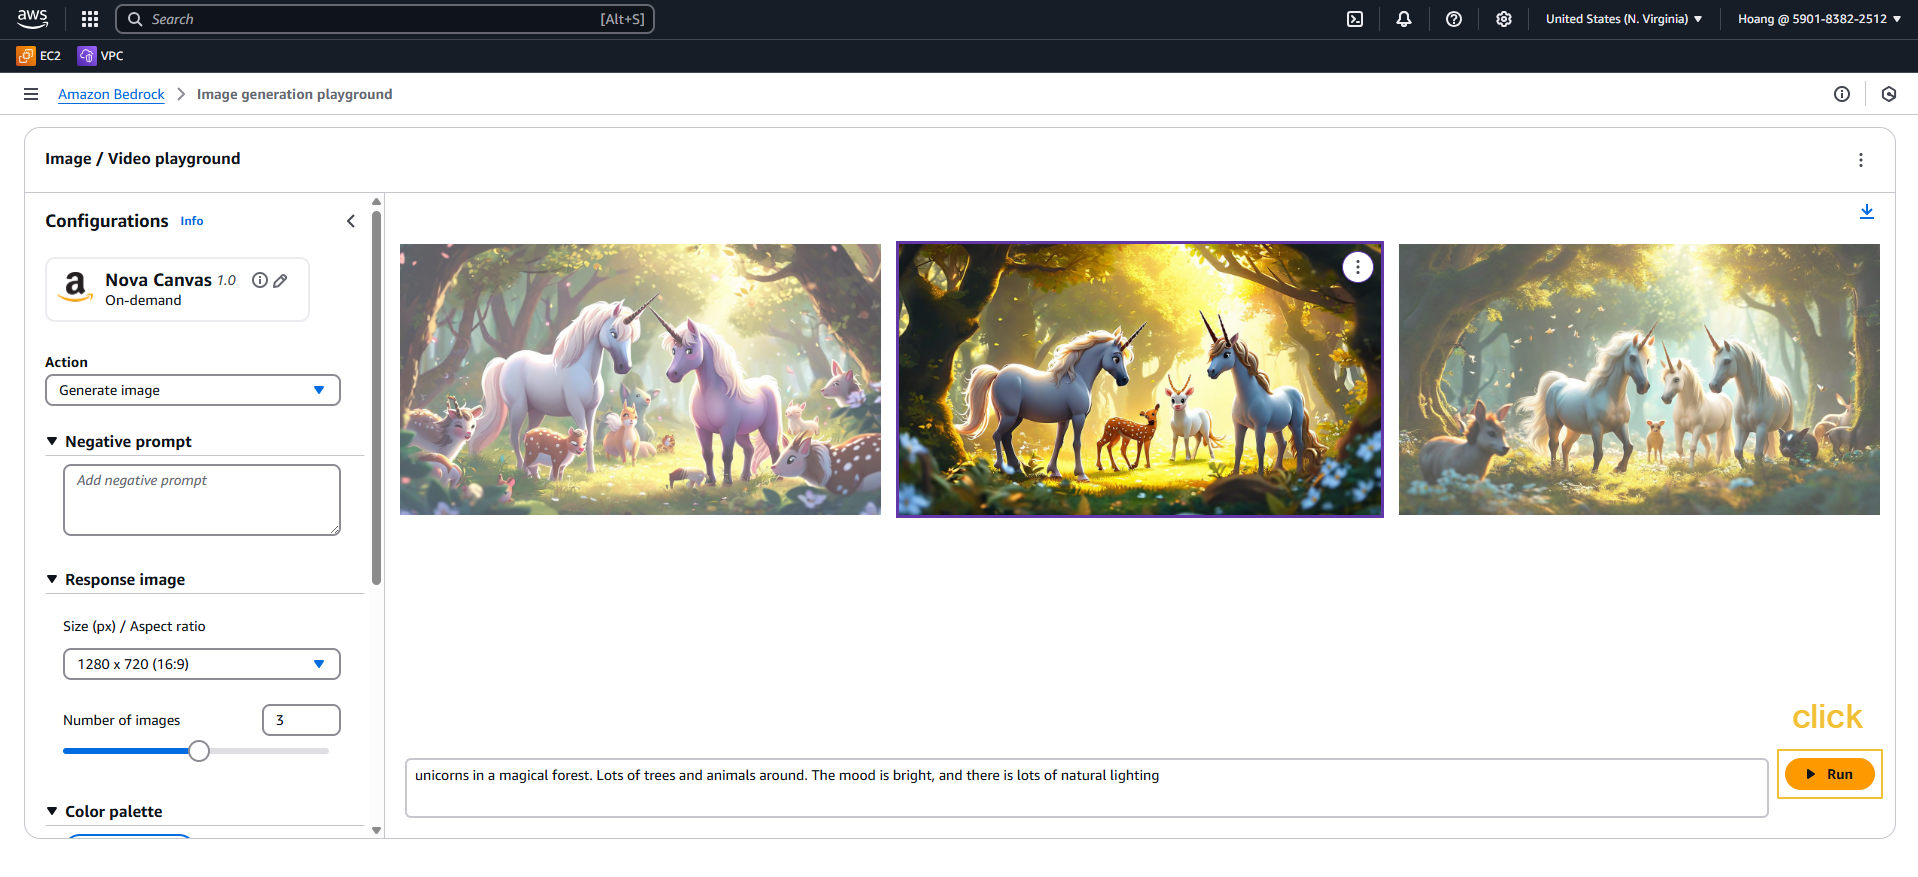 aws
Search [Alt+S]
United States (N. Virginia)
Hoang @ 5901-8382-2512
EC2
VPC
Amazon Bedrock
Image generation playground
Image / Video playground
Configurations Info
a
Nova Canvas 1.0
On-demand
Action
Generate image
Negative prompt
Add negative prompt
Response image
Size (px) / Aspect ratio
1280 x 720 (16:9)
Number of images 3
Color palette
click
unicorns in a magical forest. Lots of trees and animals around. The mood is bright, and there is lots of natural lighting
Run